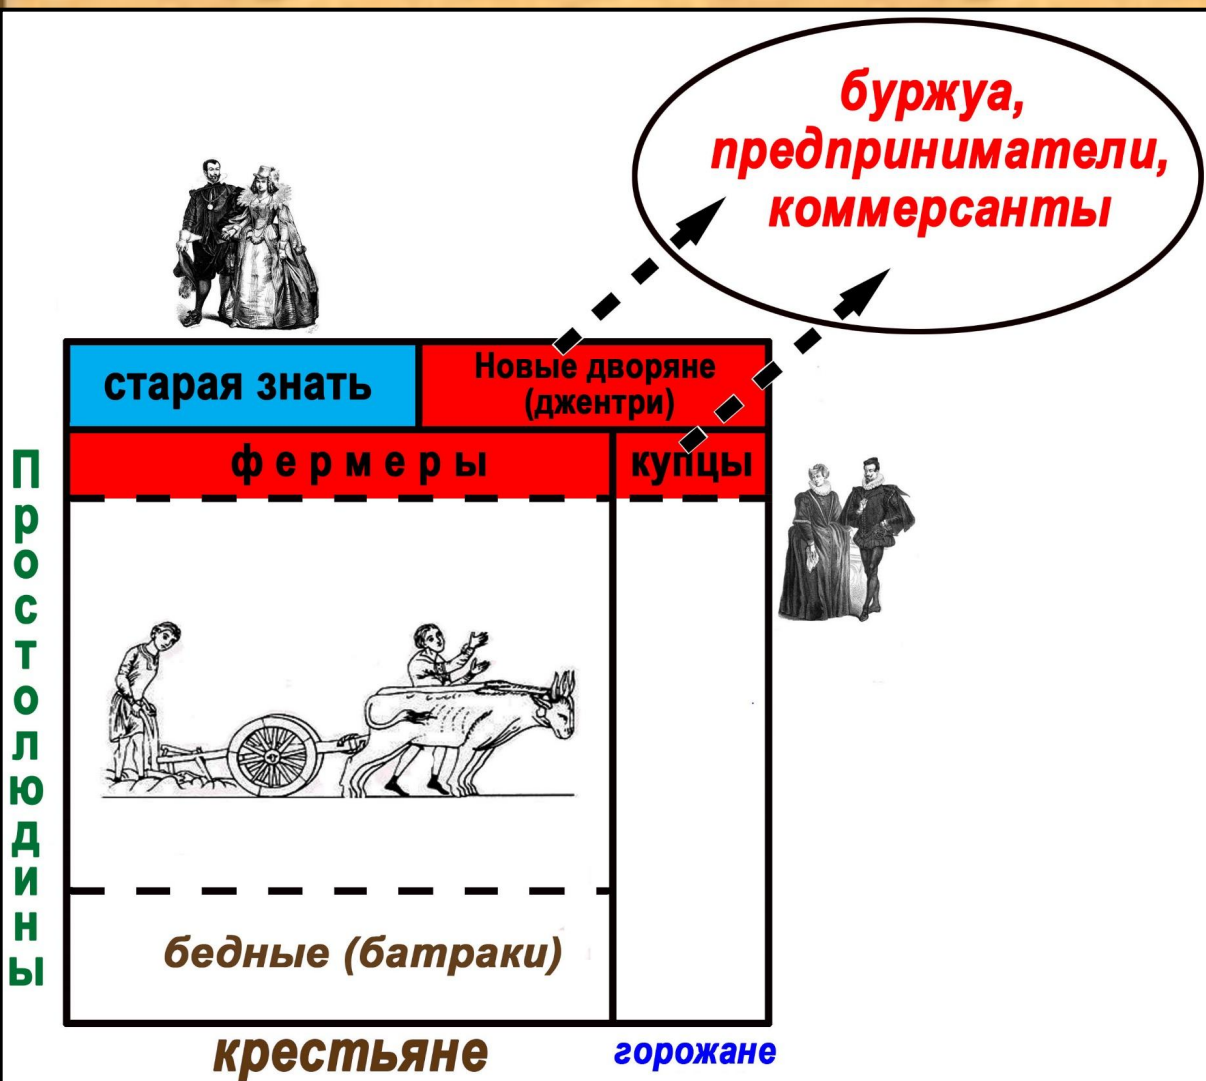 буржуа,
предприниматели,
коммерсанты
старая знать
Новые дворяне
(джентри)
фермеры
купцы
Простолюдины
бедные (батраки)
крестьяне
горожане